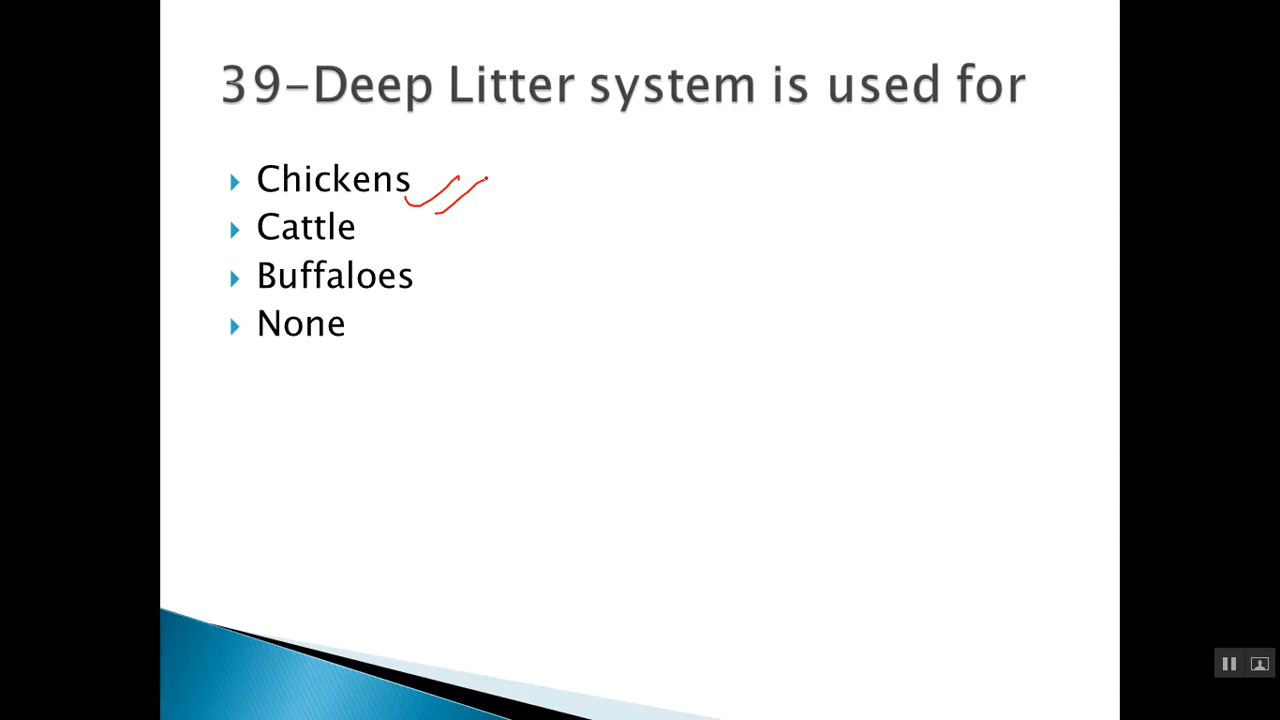 39-Deep Litter system is used for
Chickens
Cattle
Buffaloes
None